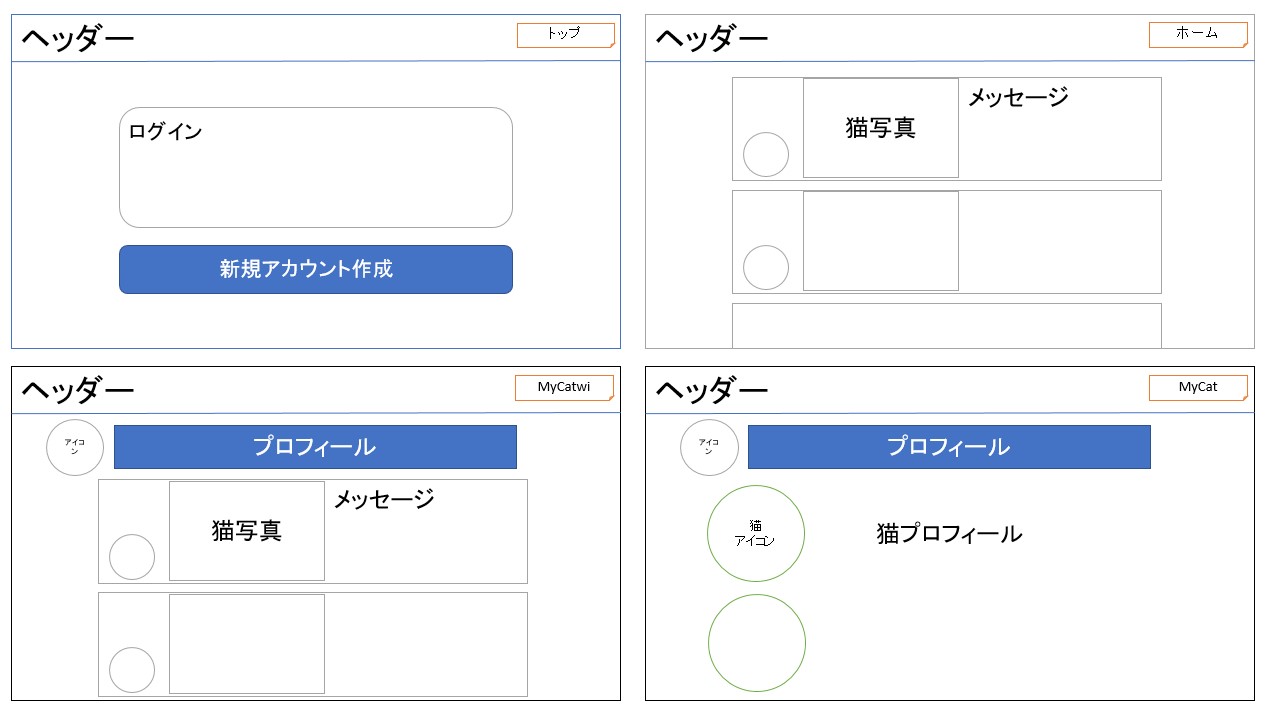 ヘッダー
トップ
ログイン
新規アカウント作成
ヘッダー
ホーム
猫写真
メッセージ
ヘッダー
MyCatwi
アイコ
ン
プロフィール
猫写真
メッセージ
ヘッダー
MyCat
アイコ
ン
プロフィール
猫
アイコン
猫プロフィール